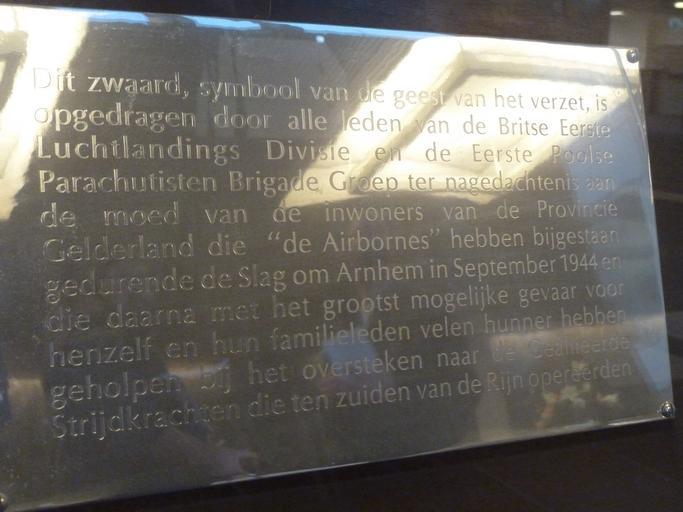 Dit zwaard, symbool van de geest van het verzet, is
opgedragen door alle leden van de Britse Eerste
Luchtlandings Divisie en de Eerste Poolse
Parachutisten Brigade Groep ter nagedachtenis aan
de moed van de inwoners van de Provincie
Gelderland die "de Airbornes" hebben bijgestaan
gedurende de Slag om Arnhem in September 1944 en
die daarna met het grootst mogelijke gevaar voor
henzelf en hun familieleden velen hunner hebben
geholpen bij het oversteken naar de Geallieerde
Strijdkrachten die ten zuiden van de Rijn opereerden